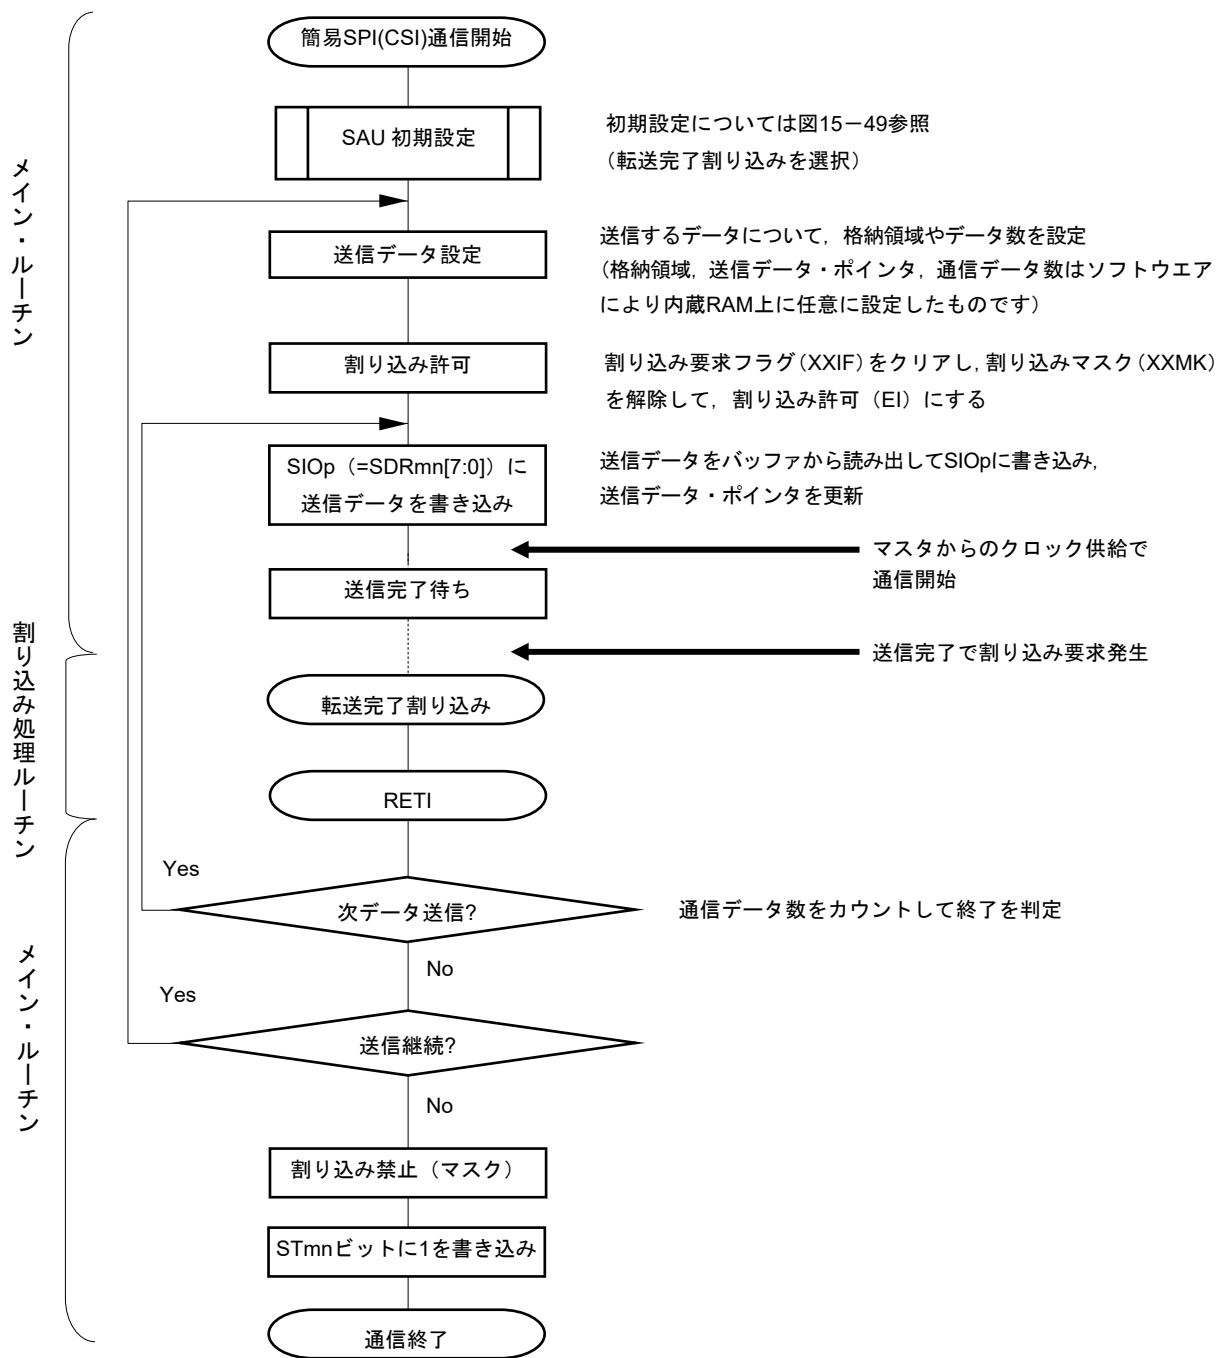 簡易SPI(CSI)通信開始
SAU 初期設定
初期設定については図15-49参照
（転送完了割り込みを選択）
メイン・ルーチン
送信データ設定
送信するデータについて，格納領域やデータ数を設定
（格納領域，送信データ・ポインタ，通信データ数はソフトウエア
により内蔵RAM上に任意に設定したものです）
割り込み許可
割り込み要求フラグ（XXIF）をクリアし，割り込みマスク（XXMK）
を解除して，割り込み許可（EI）にする
SIOp（=SDRmn[7:0]）に
送信データを書き込み
送信データをバッファから読み出してSIOpに書き込み，
送信データ・ポインタを更新
マスタからのクロック供給で
通信開始
送信完了待ち
送信完了で割り込み要求発生
割り込み処理ルーチン
転送完了割り込み
RETI
Yes
次データ送信?
通信データ数をカウントして終了を判定
No
メイン・ルーチン
Yes
送信継続?
No
割り込み禁止（マスク）
STmnビットに1を書き込み
通信終了